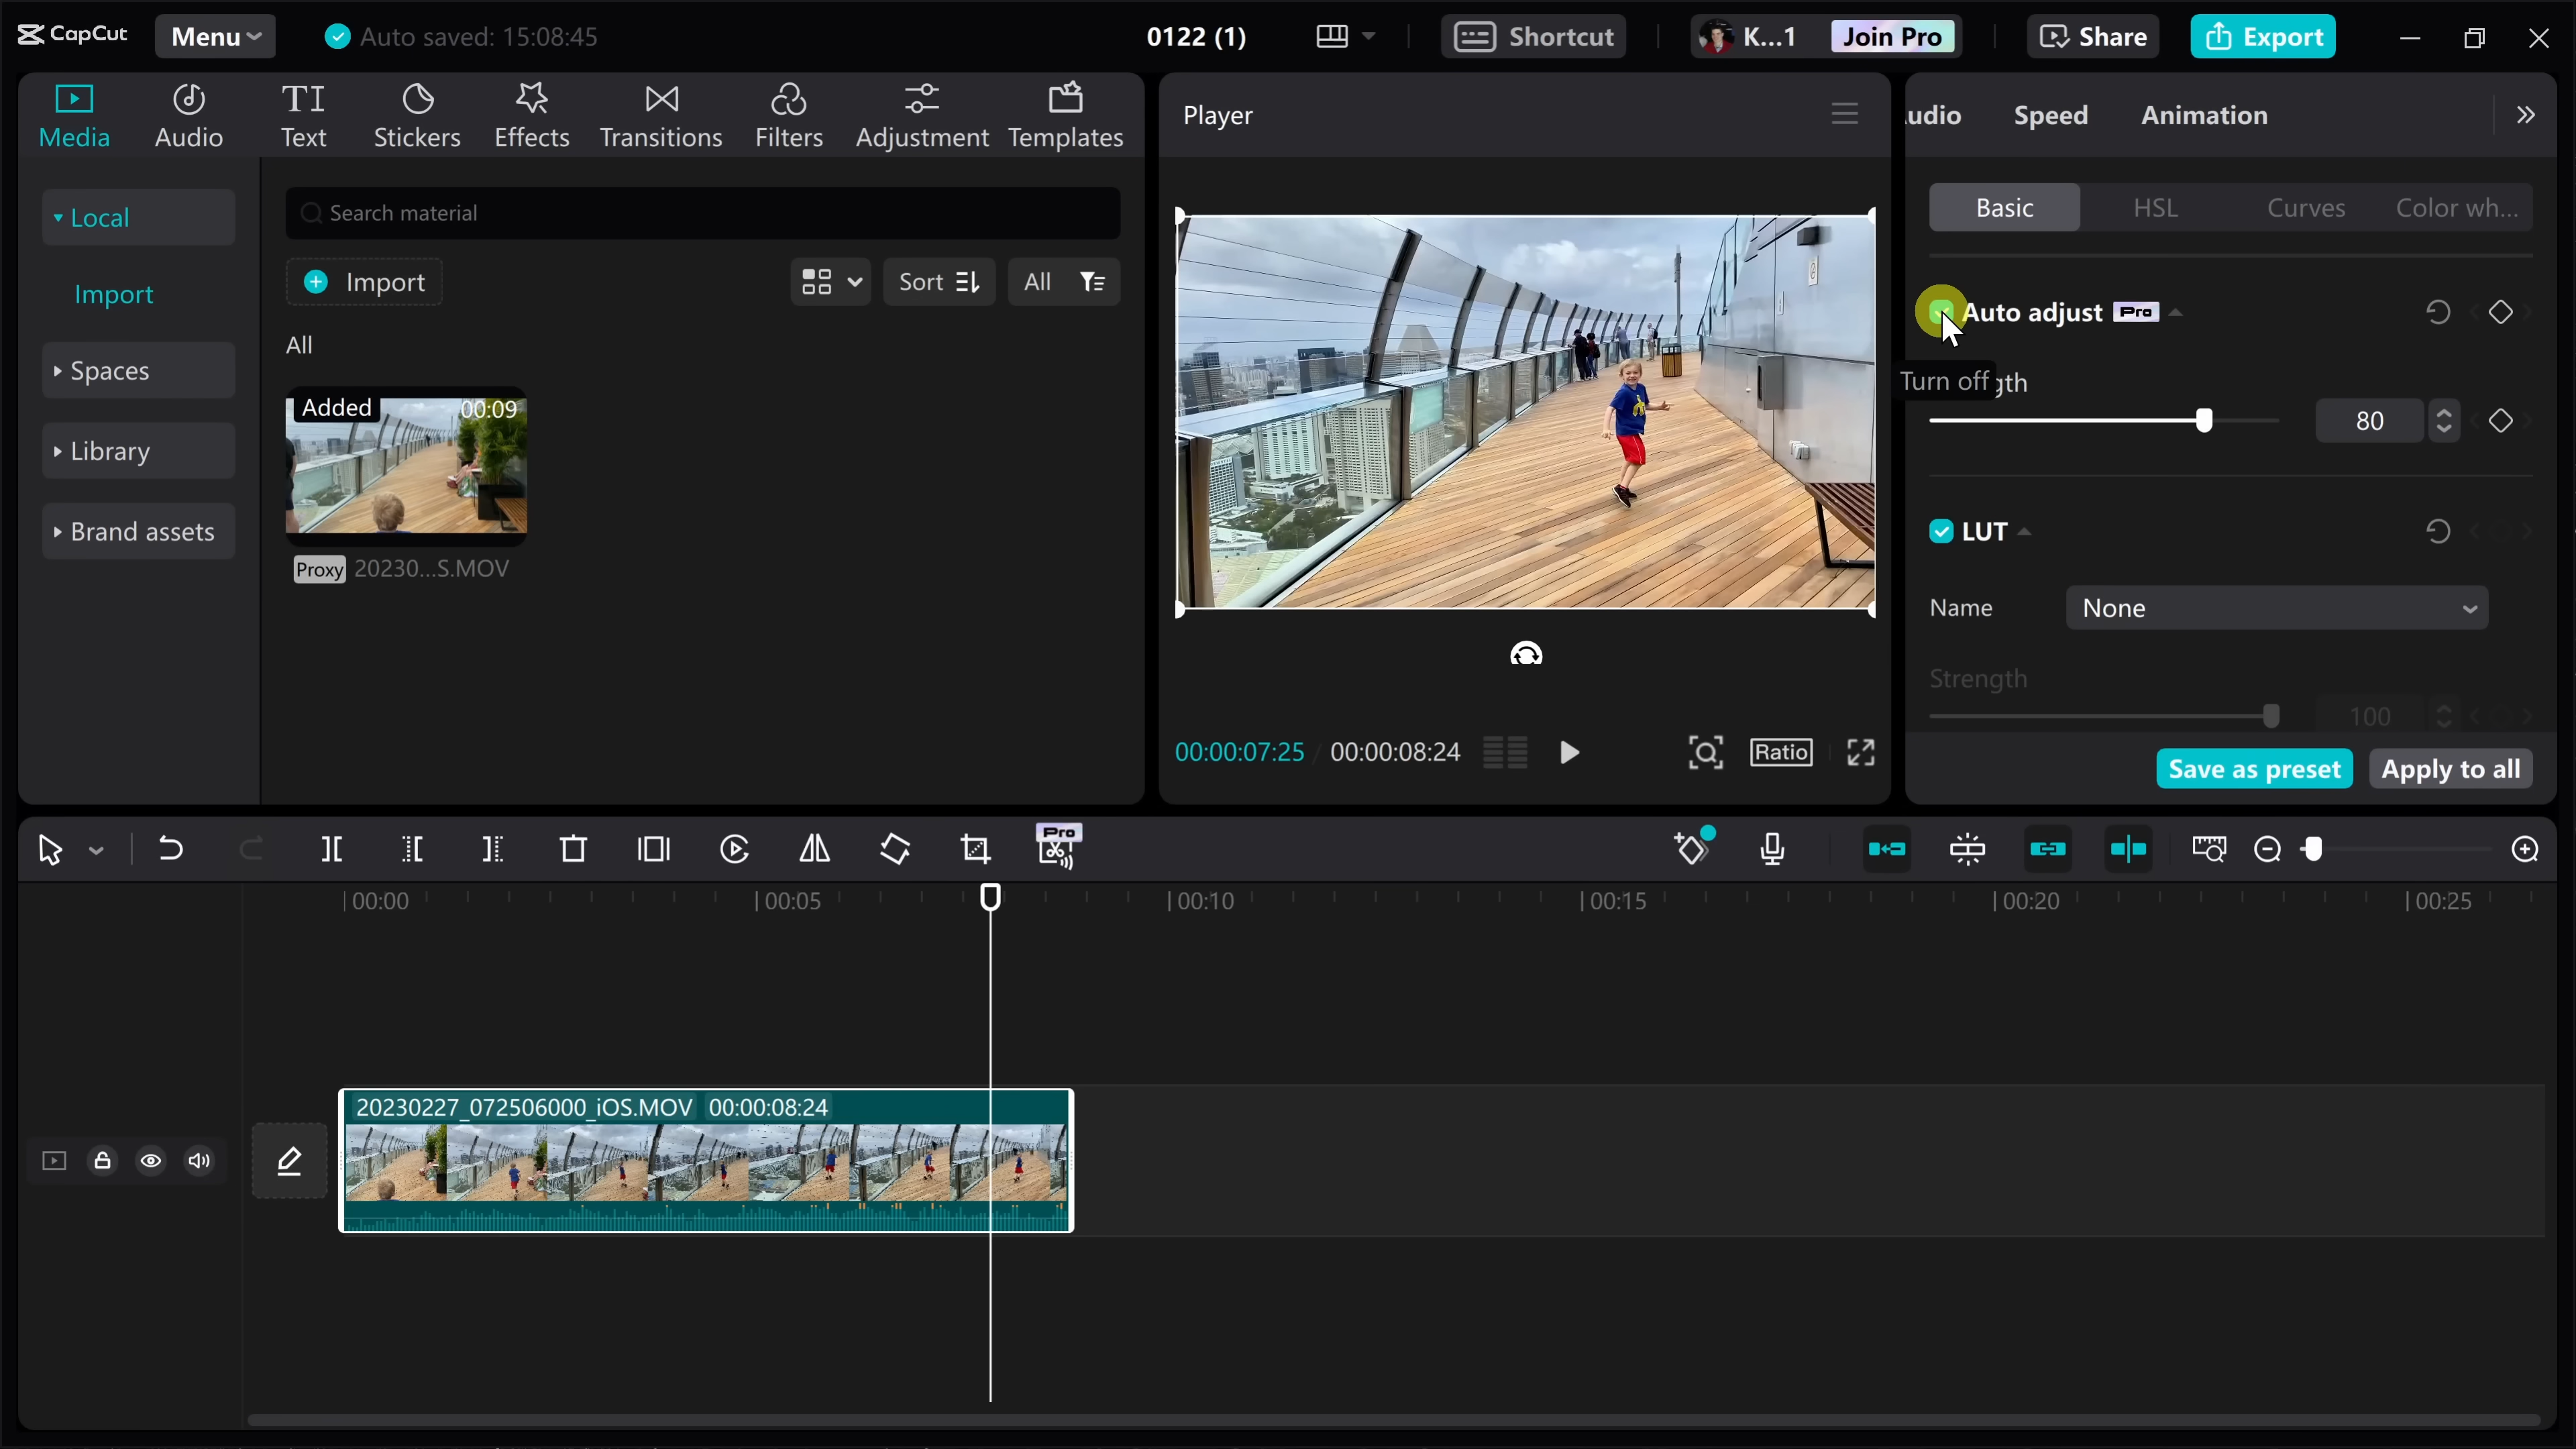 CapCut Menu Auto saved: 15:08:45 0122 (1) Shortcut K...1 Join Pro Share Export
Media Audio Text Stickers Effects Transitions Filters Adjustment Templates
TI
Local
Import
Spaces
Library
Brand assets
Search material
Import Sort All
All
Added 00:09
Proxy 20230...S.MOV
Player
00:00:07:25 00:00:08:24 Ratio
udio Speed Animation
Basic HSL Curves Color wh...
Auto adjust Pro
Turn off gth
80
LUT
Name None
Strength
100
Save as preset Apply to all
Pro
00:00 00:05 00:10 00:15 00:20 00:25
20230227_072506000_iOS.MOV 00:00:08:24